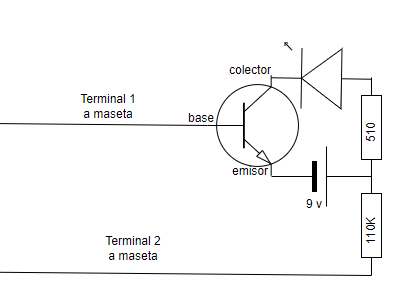 colector
Terminal 1
a maseta
base
510
emisor
9 v
110K
Terminal 2
a maseta